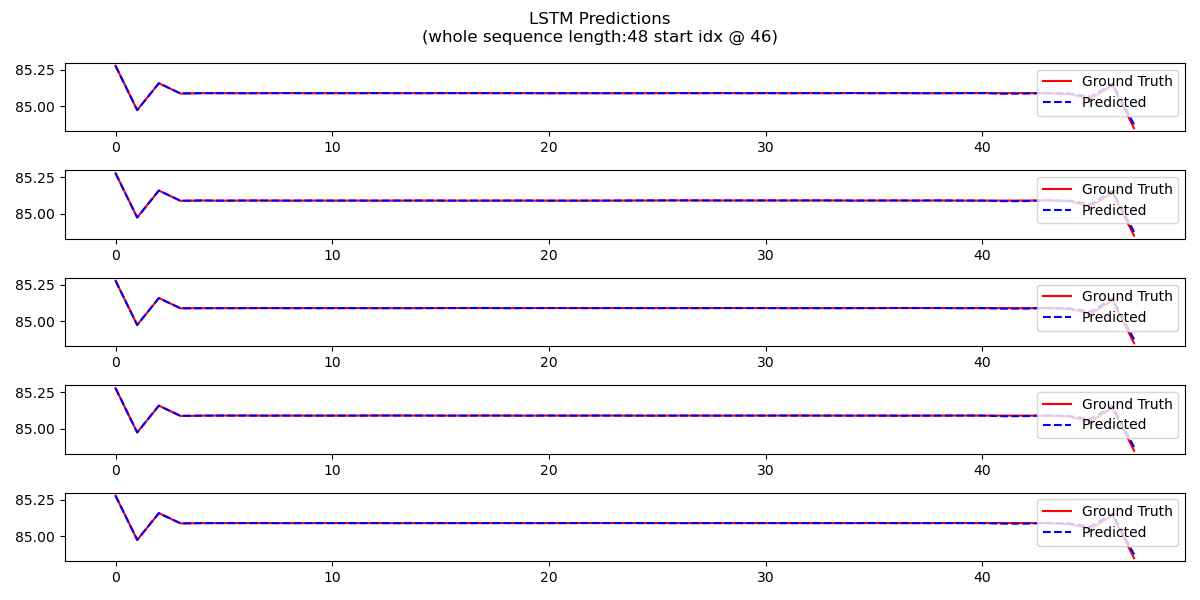 LSTM Predictions
(whole sequence length:48 start idx @ 46)
85.25
85.00
Ground Truth
Predicted
0 10 20 30 40
85.25
85.00
Ground Truth
Predicted
0 10 20 30 40
85.25
85.00
Ground Truth
Predicted
0 10 20 30 40
85.25
85.00
Ground Truth
Predicted
0 10 20 30 40
85.25
85.00
Ground Truth
Predicted
0 10 20 30 40